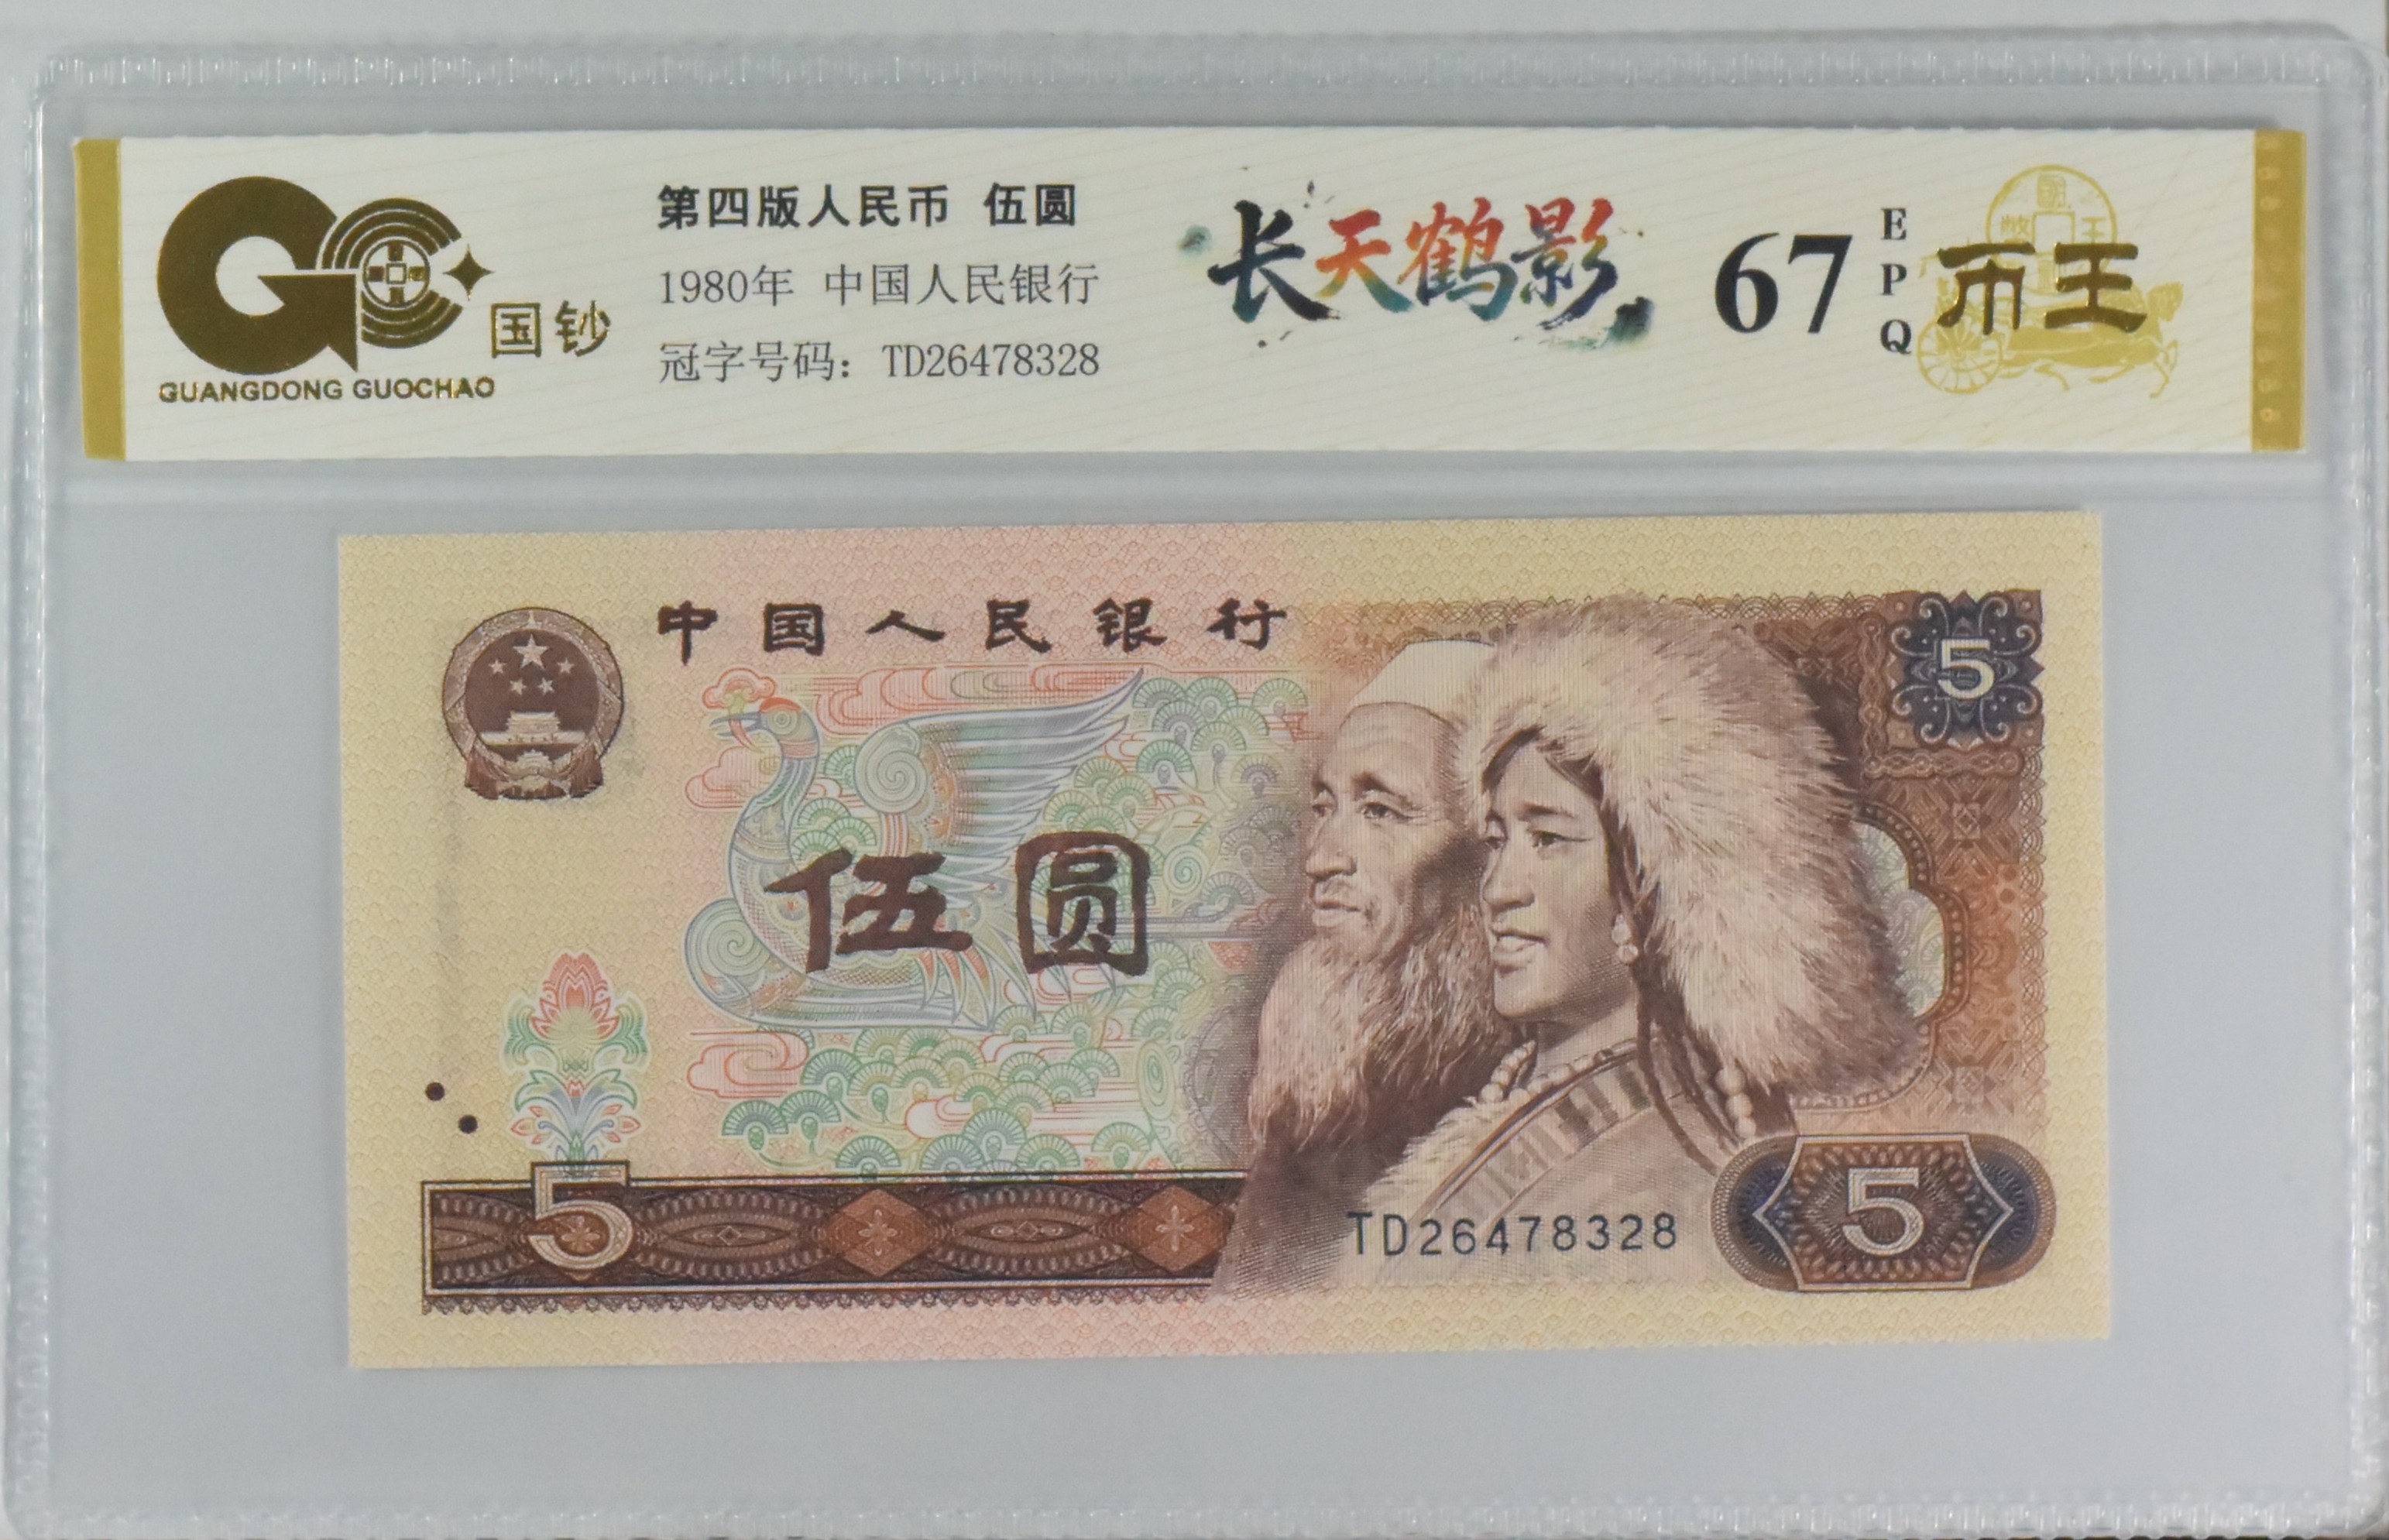 国钞
GUANGDONG GUOCHAO
第四版人民币 伍圆
1980年 中国人民银行
冠字号码：TD26478328
长天鹤影
67
EPQ
币王
中国人民银行
5
伍圆
5
TD26478328
5